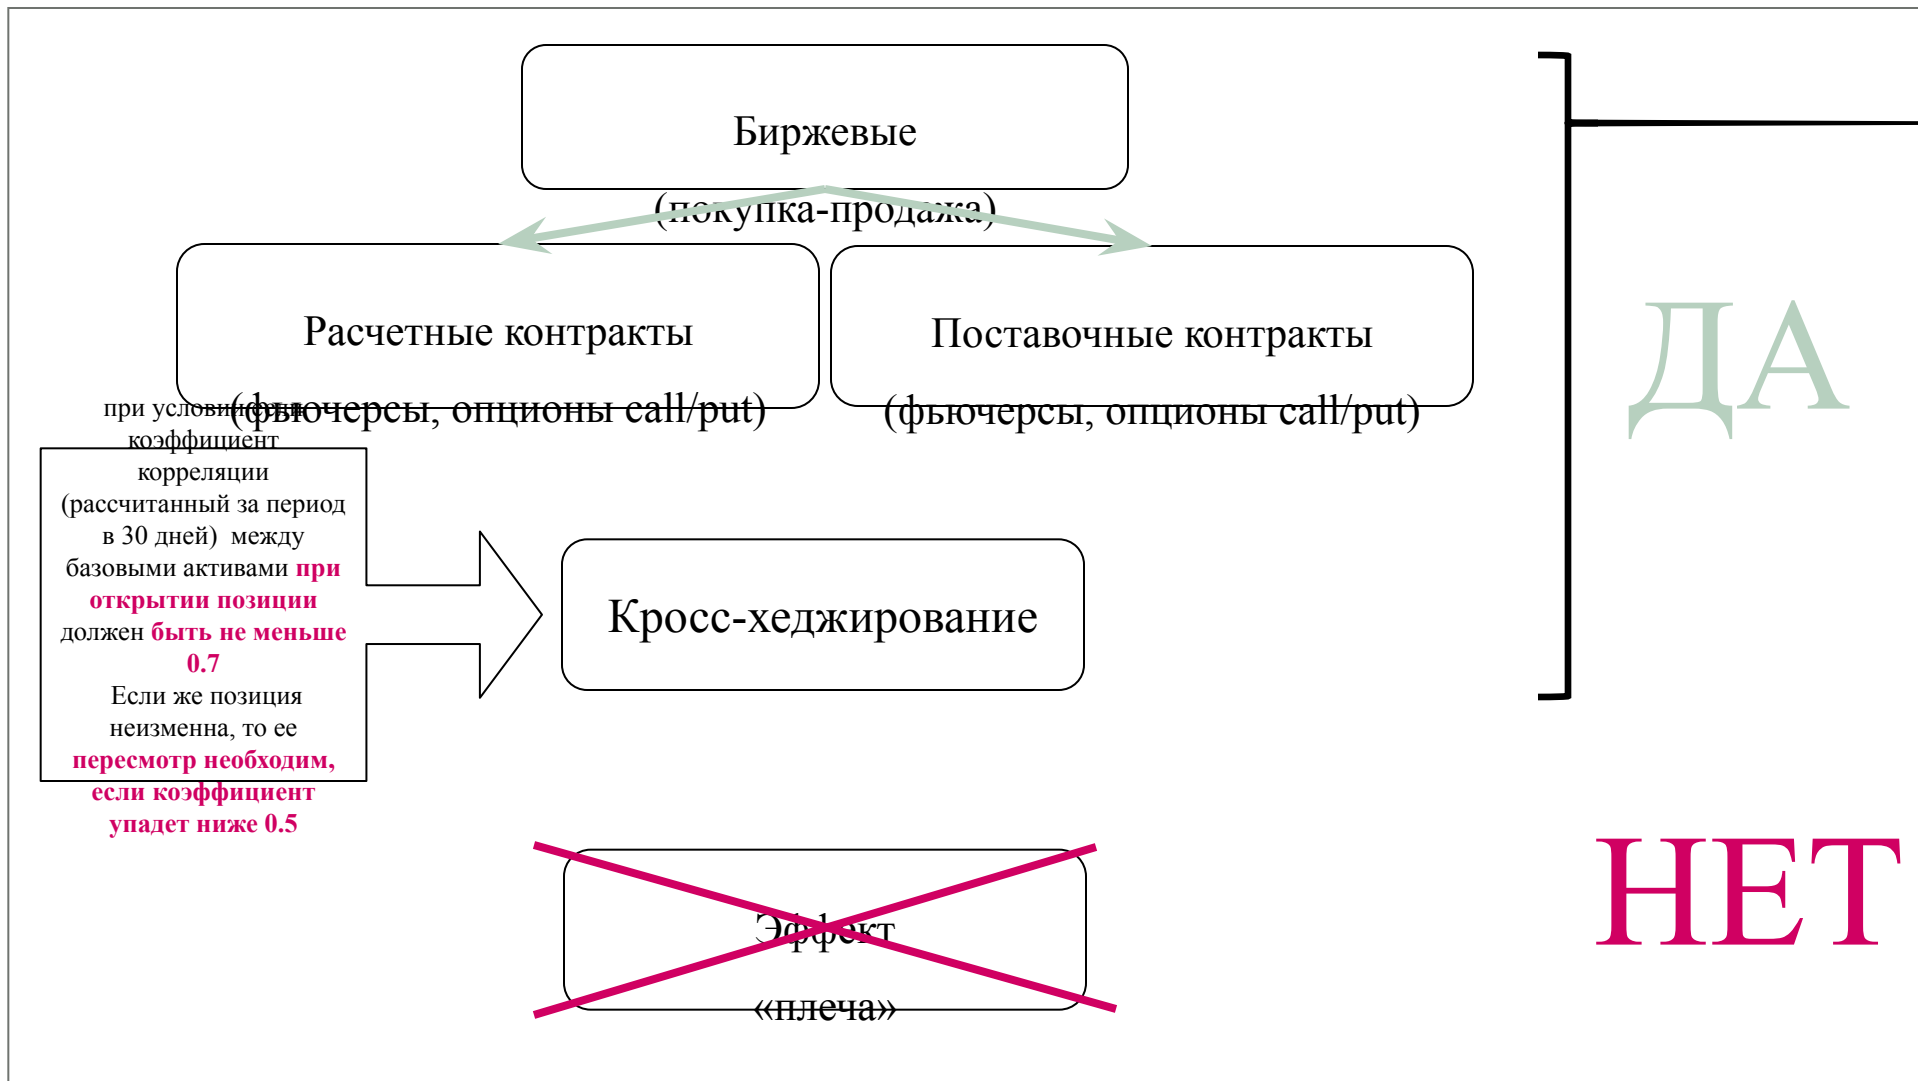 Биржевые
(покупка-продажа)
Расчетные контракты
(фьючерсы, опционы call/put)
Поставочные контракты
(фьючерсы, опционы call/put)
ДА
при условии если
коэффициент
корреляции
(рассчитанный за период
в 30 дней) между
базовыми активами при
открытии позиции
должен быть не меньше
0.7
Если же позиция
неизменна, то ее
пересмотр необходим,
если коэффициент
упадет ниже 0.5
Кросс-хеджирование
Эффект
«плеча»
НЕТ